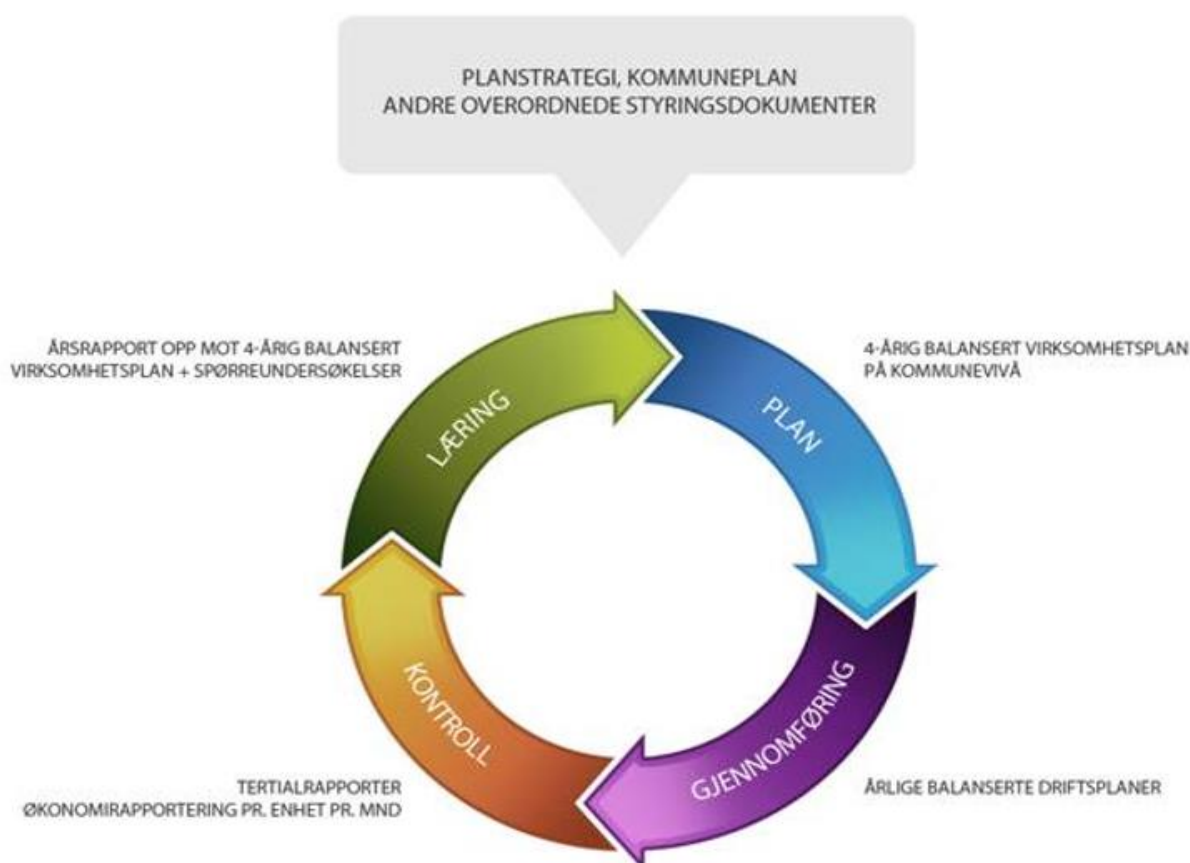 PLANSTRATEGI, KOMMUNEPLAN
ANDRE OVERORDNEDE STYRINGSDOKUMENTER
ÅRSRAPPORT OPP MOT 4-ÅRIG BALANSERT
VIRKSOMHETSPLAN + SPØRREUNDERSØKELSER
4-ÅRIG BALANSERT VIRKSOMHETSPLAN
PÅ KOMMUNEVIVÅ
LÆRING
PLAN
KONTROLL
GJENNOMFØRING
TERTIALRAPPORTER
ØKONOMIRAPPORTERING PR. ENHET PR. MND
ÅRLIGE BALANSERTE DRIFTSPLANER